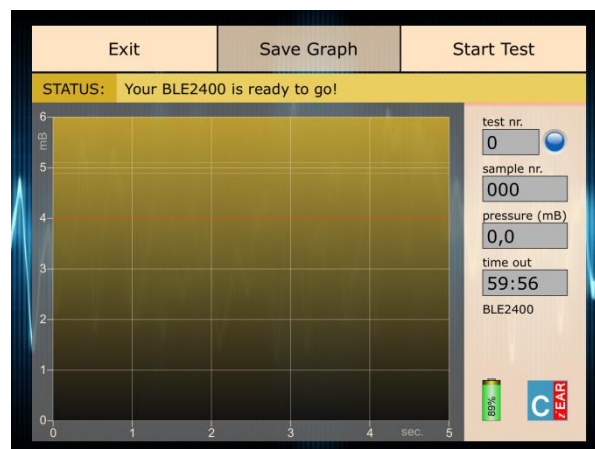 Exit
Save Graph
Start Test
STATUS: Your BLE2400 is ready to go!
6
mB
5
4
3
2
1
0
0 1 2 3 4 sec. 5
test nr.
0
sample nr.
000
pressure (mB)
0,0
time out
59:56
BLE2400
89%
C
iEAR